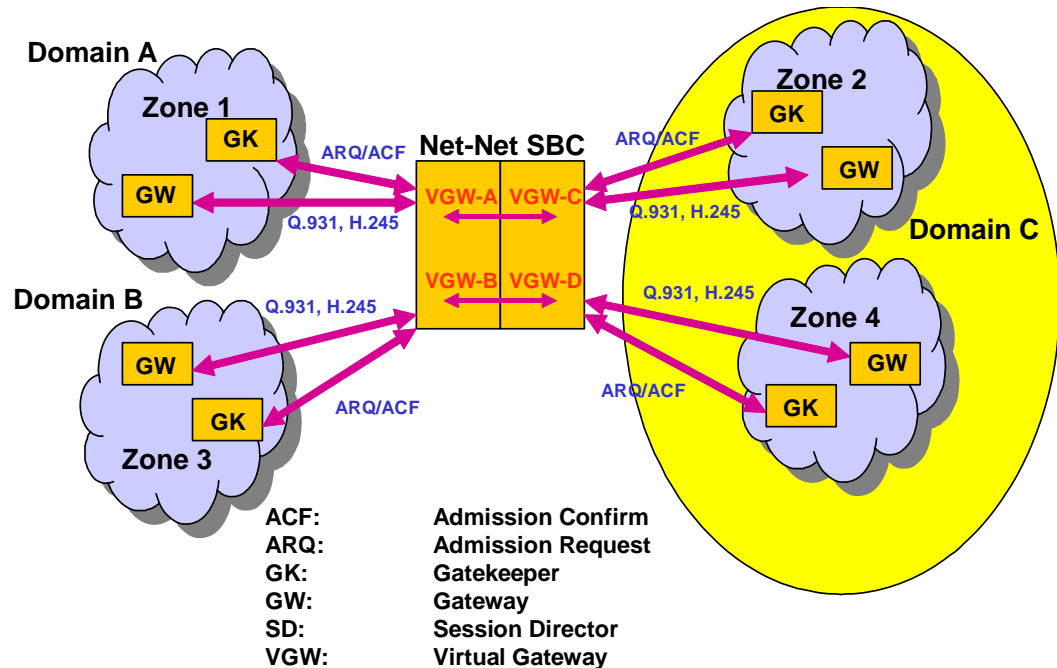 Domain A
Zone 1
GK
GW
ARQ/ACF
Q.931, H.245
Net-Net SBC
VGW-A VGW-C
VGW-B VGW-D
Zone 2
GK
GW
ARQ/ACF
Q.931, H.245
Domain C
Domain B
Q.931, H.245
GW
GK
ARQ/ACF
Zone 3
Q.931, H.245
Zone 4
GW
GK
ARQ/ACF
ACF: Admission Confirm
ARQ: Admission Request
GK: Gatekeeper
GW: Gateway
SD: Session Director
VGW: Virtual Gateway